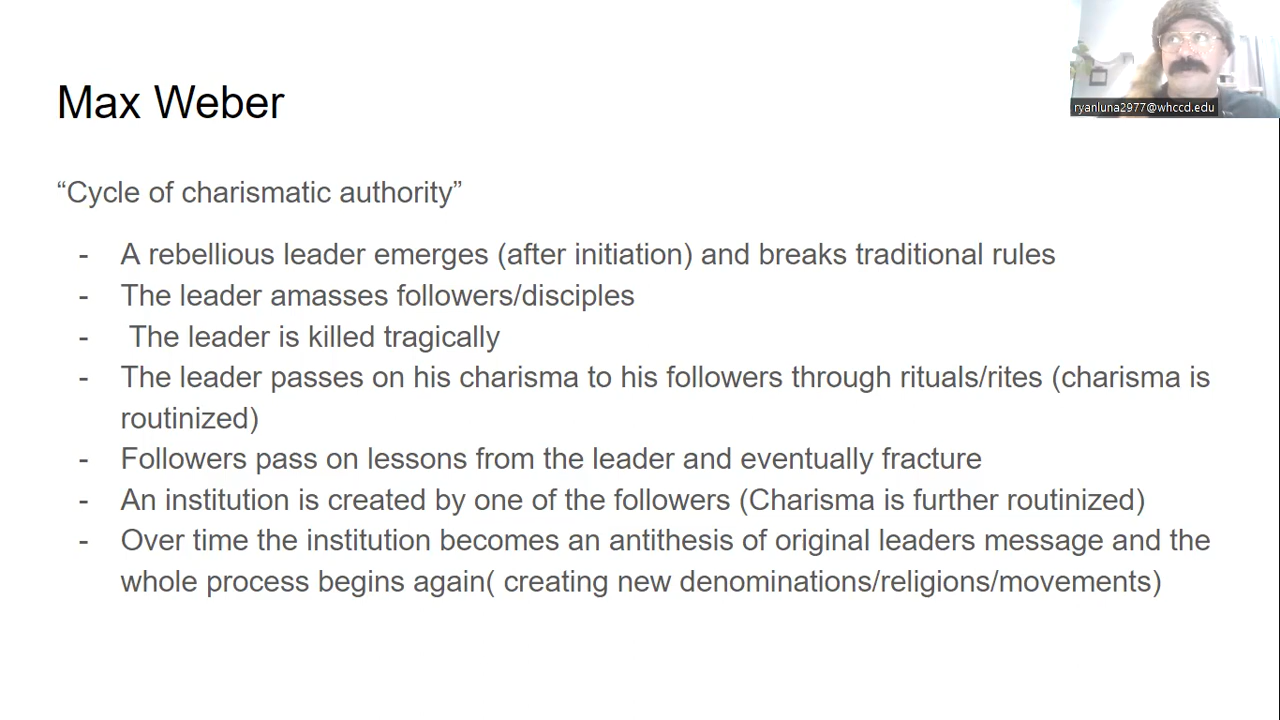 ryanluna2977@whccd.edu
Max Weber
“Cycle of charismatic authority”
- A rebellious leader emerges (after initiation) and breaks traditional rules
- The leader amasses followers/disciples
- The leader is killed tragically
- The leader passes on his charisma to his followers through rituals/rites (charisma is
routinized)
- Followers pass on lessons from the leader and eventually fracture
- An institution is created by one of the followers (Charisma is further routinized)
- Over time the institution becomes an antithesis of original leaders message and the
whole process begins again( creating new denominations/religions/movements)